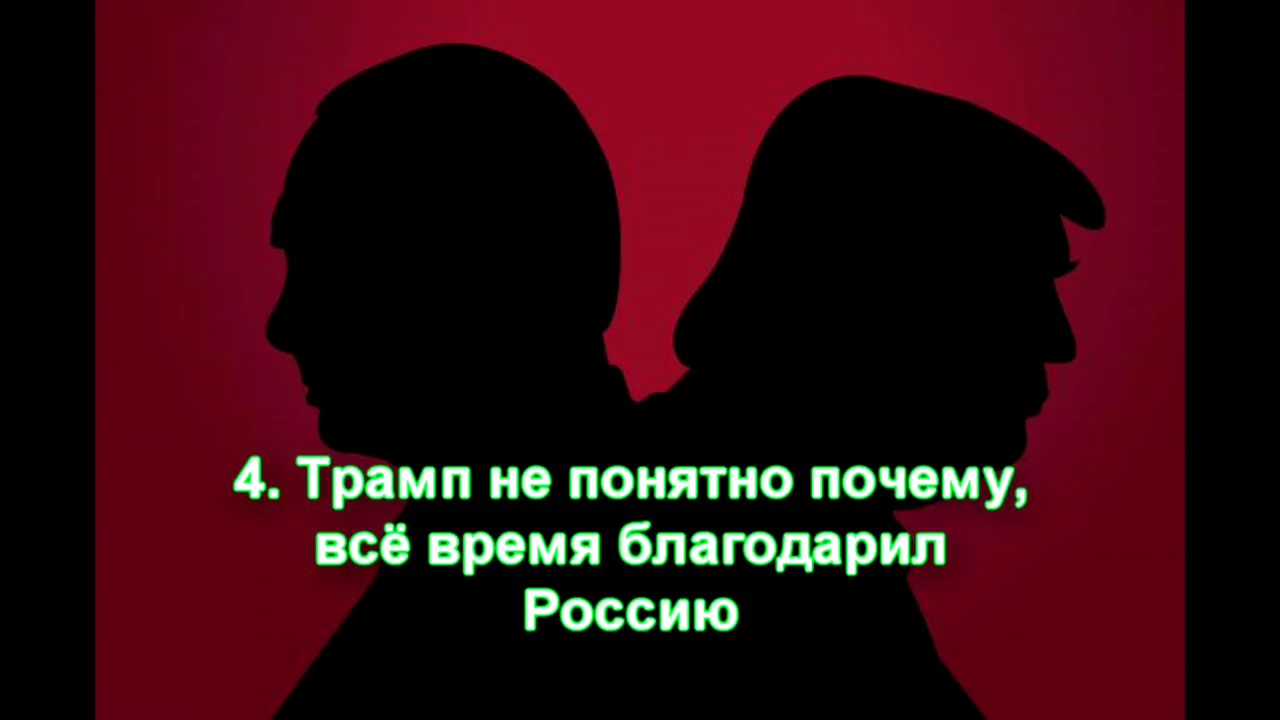 4. Трамп не понятно почему,
всё время благодарил
Россию